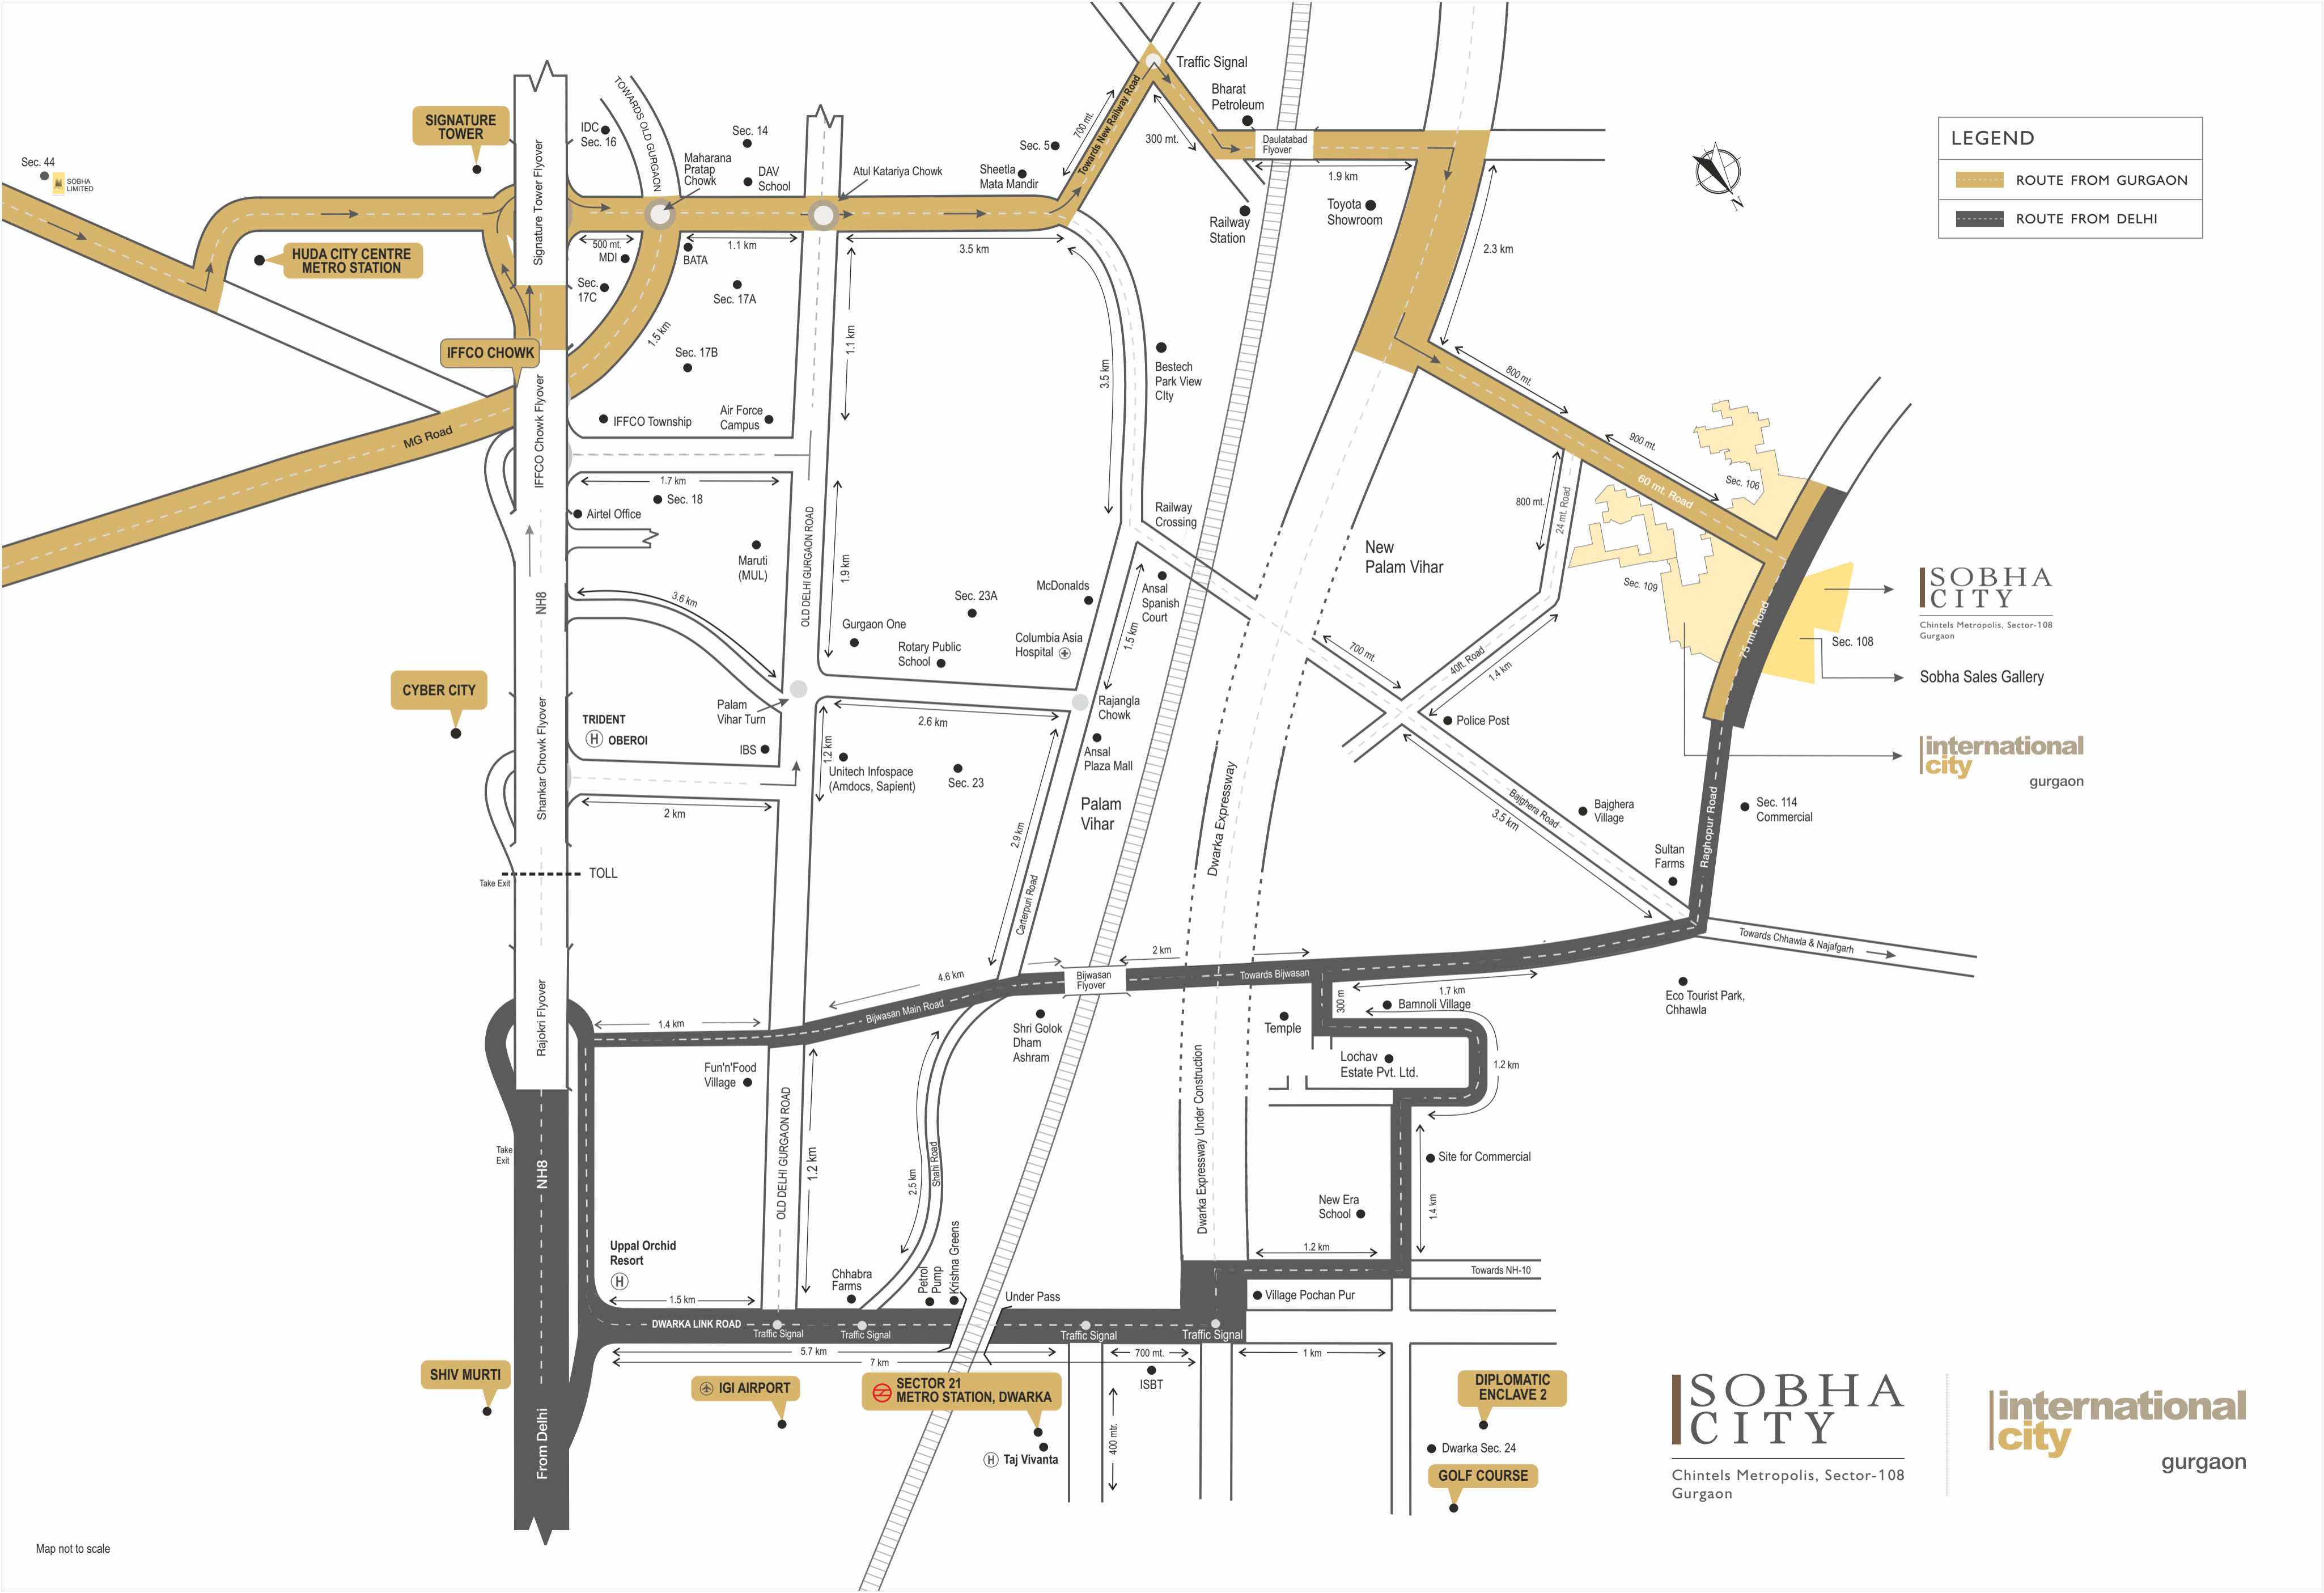 Sec. 44
SOBHA
LIMITED
SIGNATURE
TOWER
HUDA CITY CENTRE
METRO STATION
IFFCO CHOWK
MG Road
Signature Tower Flyover
IFFCO Chowk Flyover
NH8
Shankar Chowk Flyover
Rajokri Flyover
NH8
From Delhi
IDC
Sec. 16
TOWARDS OLD GURGAON
Sec. 14
Maharana
Pratap
Chowk
DAV
School
Atul Katariya Chowk
500 mt.
MDI
BATA
1.1 km
3.5 km
Sec.
17C
Sec. 17A
1.5 km
Sec. 17B
1.1 km
IFFCO Township
Air Force
Campus
1.7 km
Sec. 18
Airtel Office
Maruti
(MUL)
OLD DELHI GURGAON ROAD
1.9 km
3.6 km
CYBER CITY
TRIDENT
H OBEROI
Palam
Vihar Turn
IBS
2 km
TOLL
Take Exit
Sec. 5
Sheetla
Mata Mandir
700 mt.
Towards New Railway Road
Traffic Signal
Bharat
Petroleum
300 mt.
Daulatabad
Flyover
1.9 km
Railway
Station
Toyota
Showroom
2.3 km
LEGEND
ROUTE FROM GURGAON
ROUTE FROM DELHI
N
3.5 km
Bestech
Park View
CIty
Railway
Crossing
800 mt.
900 mt.
60 mt. Road
Sec. 106
800 mt.
24 mt. Road
New
Palam Vihar
Sec. 109
75 mt. Road
SOBHA
CITY
Chintels Metropolis, Sector-108
Gurgaon
Sec. 108
Sobha Sales Gallery
international
city
gurgaon
McDonalds
Ansal
Spanish
Court
Sec. 23A
Gurgaon One
Rotary Public
School
Columbia Asia
Hospital
1.5 km
700 mt.
40ft. Road
1.4 km
Police Post
Rajangla
Chowk
2.6 km
1.2 km
Unitech Infospace
(Amdocs, Sapient)
Sec. 23
Ansal
Plaza Mall
Palam
Vihar
2.9 km
Carterpuri Road
Dwarka Expressway
Bajghera Road
3.5 km
Bajghera
Village
Sec. 114
Commercial
Raghopur Road
Sultan
Farms
Towards Chhawla & Najafgarh
Eco Tourist Park,
Chhawla
2 km
4.6 km
Bijwasan
Flyover
Towards Bijwasan
1.7 km
300 m
Bamnoli Village
Bijwasan Main Road
1.4 km
Shri Golok
Dham
Ashram
Temple
Lochav
Estate Pvt. Ltd.
1.2 km
Fun'n'Food
Village
OLD DELHI GURGAON ROAD
1.2 km
Take
Exit
2.5 km
Shahi Road
Dwarka Expressway Under Construction
Site for Commercial
New Era
School
1.4 km
1.2 km
Towards NH-10
Uppal Orchid
Resort
H
1.5 km
Chhabra
Farms
Petrol
Pump
Krishna Greens
Under Pass
Village Pochan Pur
DWARKA LINK ROAD
Traffic Signal
Traffic Signal
Traffic Signal
Traffic Signal
5.7 km
7 km
700 mt.
1 km
SHIV MURTI
IGI AIRPORT
SECTOR 21
METRO STATION, DWARKA
ISBT
400 mtr.
H Taj Vivanta
DIPLOMATIC
ENCLAVE 2
Dwarka Sec. 24
GOLF COURSE
SOBHA
CITY
Chintels Metropolis, Sector-108
Gurgaon
international
city
gurgaon
Map not to scale